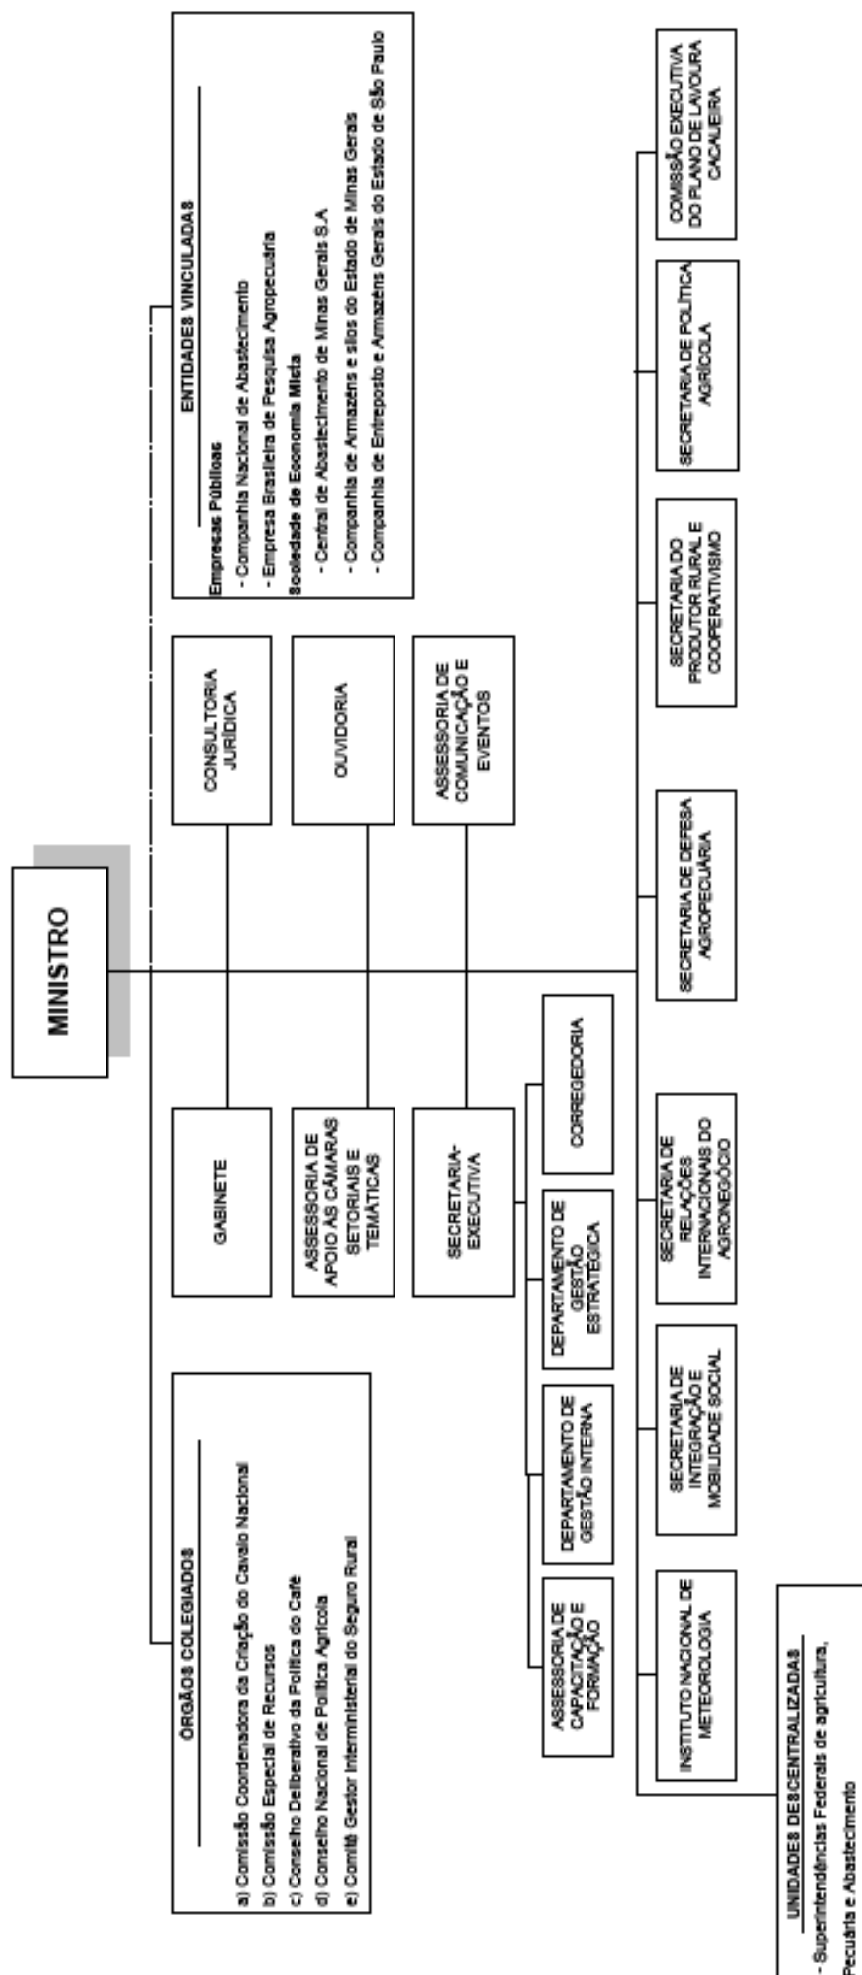 MINISTRO
ÓRGÃOS COLEGIADOS
a) Comissão Coordenadora da Criação do Cavalo Nacional
b) Comissão Especial de Recursos
c) Conselho Deliberativo da Política do Café
d) Conselho Nacional de Política Agrícola
e) Comitê Gestor Interministerial do Seguro Rural
GABINETE
CONSULTORIA
JURÍDICA
ASSESSORIA DE
APOIO ÀS CÂMARAS
SETORIAIS E
TEMÁTICAS
OUVIDORIA
SECRETARIA-
EXECUTIVA
ASSESSORIA DE
COMUNICAÇÃO E
EVENTOS
ENTIDADES VINCULADAS
Empresas Públicas
- Companhia Nacional de Abastecimento
- Empresa Brasileira de Pesquisa Agropecuária
Sociedade de Economia Mista
- Central de Abastecimento de Minas Gerais S.A
- Companhia de Armazéns e silos do Estado de Minas Gerais
- Companhia de Entreposto e Armazéns Gerais do Estado de São Paulo
ASSESSORIA DE
CAPACITAÇÃO E
FORMAÇÃO
DEPARTAMENTO DE
GESTÃO INTERNA
DEPARTAMENTO DE
GESTÃO
ESTRATÉGICA
CORREGEDORIA
INSTITUTO NACIONAL DE
METEOROLOGIA
SECRETARIA DE
INTEGRAÇÃO E
MOBILIDADE SOCIAL
SECRETARIA DE
RELAÇÕES
INTERNACIONAIS DO
AGRONEGÓCIO
SECRETARIA DE DEFESA
AGROPECUÁRIA
SECRETARIA DO
PRODUTOR RURAL E
COOPERATIVISMO
SECRETARIA DE POLÍTICA
AGRÍCOLA
COMISSÃO EXECUTIVA
DO PLANO DE LAVOURA
CACAUEIRA
UNIDADES DESCENTRALIZADAS
- Superintendências Federais de agricultura,
Pecuária e Abastecimento